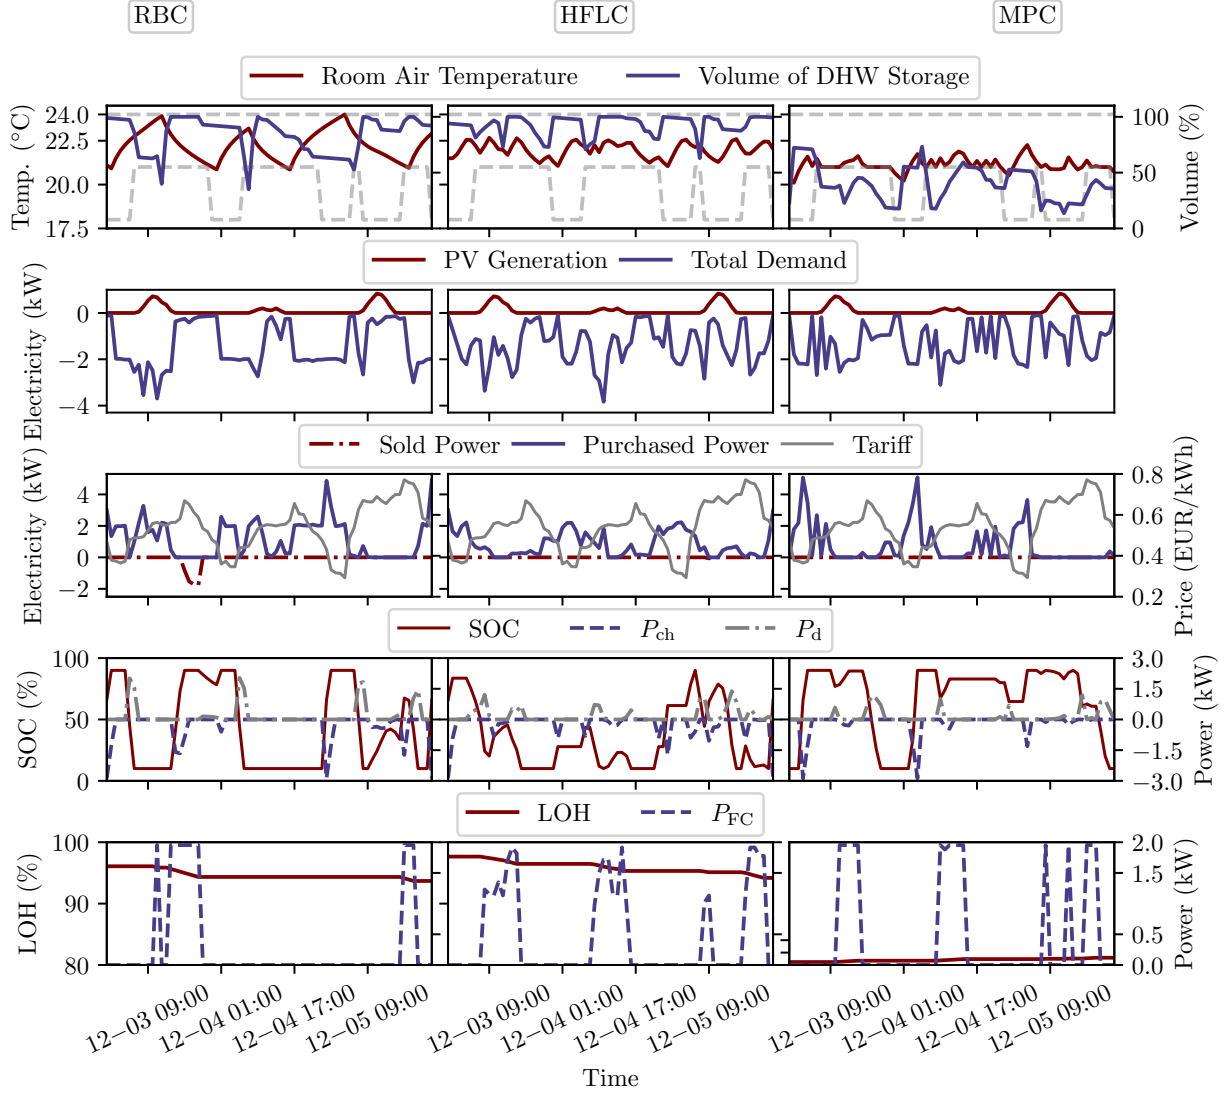 RBC HFLC MPC
Room Air Temperature Volume of DHW Storage
Temp. (°C)
24.0
22.5
20.0
17.5
100
50
0
Volume (%)
PV Generation Total Demand
Electricity (kW)
0
−2
−4
Sold Power Purchased Power Tariff
Electricity (kW)
4
2
0
−2
0.8
0.6
0.4
0.2
Price (EUR/kWh)
SOC P_ch P_d
SOC (%)
100
50
0
3.0
1.5
0.0
−1.5
−3.0
Power (kW)
LOH P_FC
LOH (%)
100
90
80
2.0
1.5
0.5
0.0
Power (kW)
12−03 09:00 12−04 01:00 12−04 17:00 12−05 09:00
12−03 09:00 12−04 01:00 12−04 17:00 12−05 09:00
12−03 09:00 12−04 01:00 12−04 17:00 12−05 09:00
Time